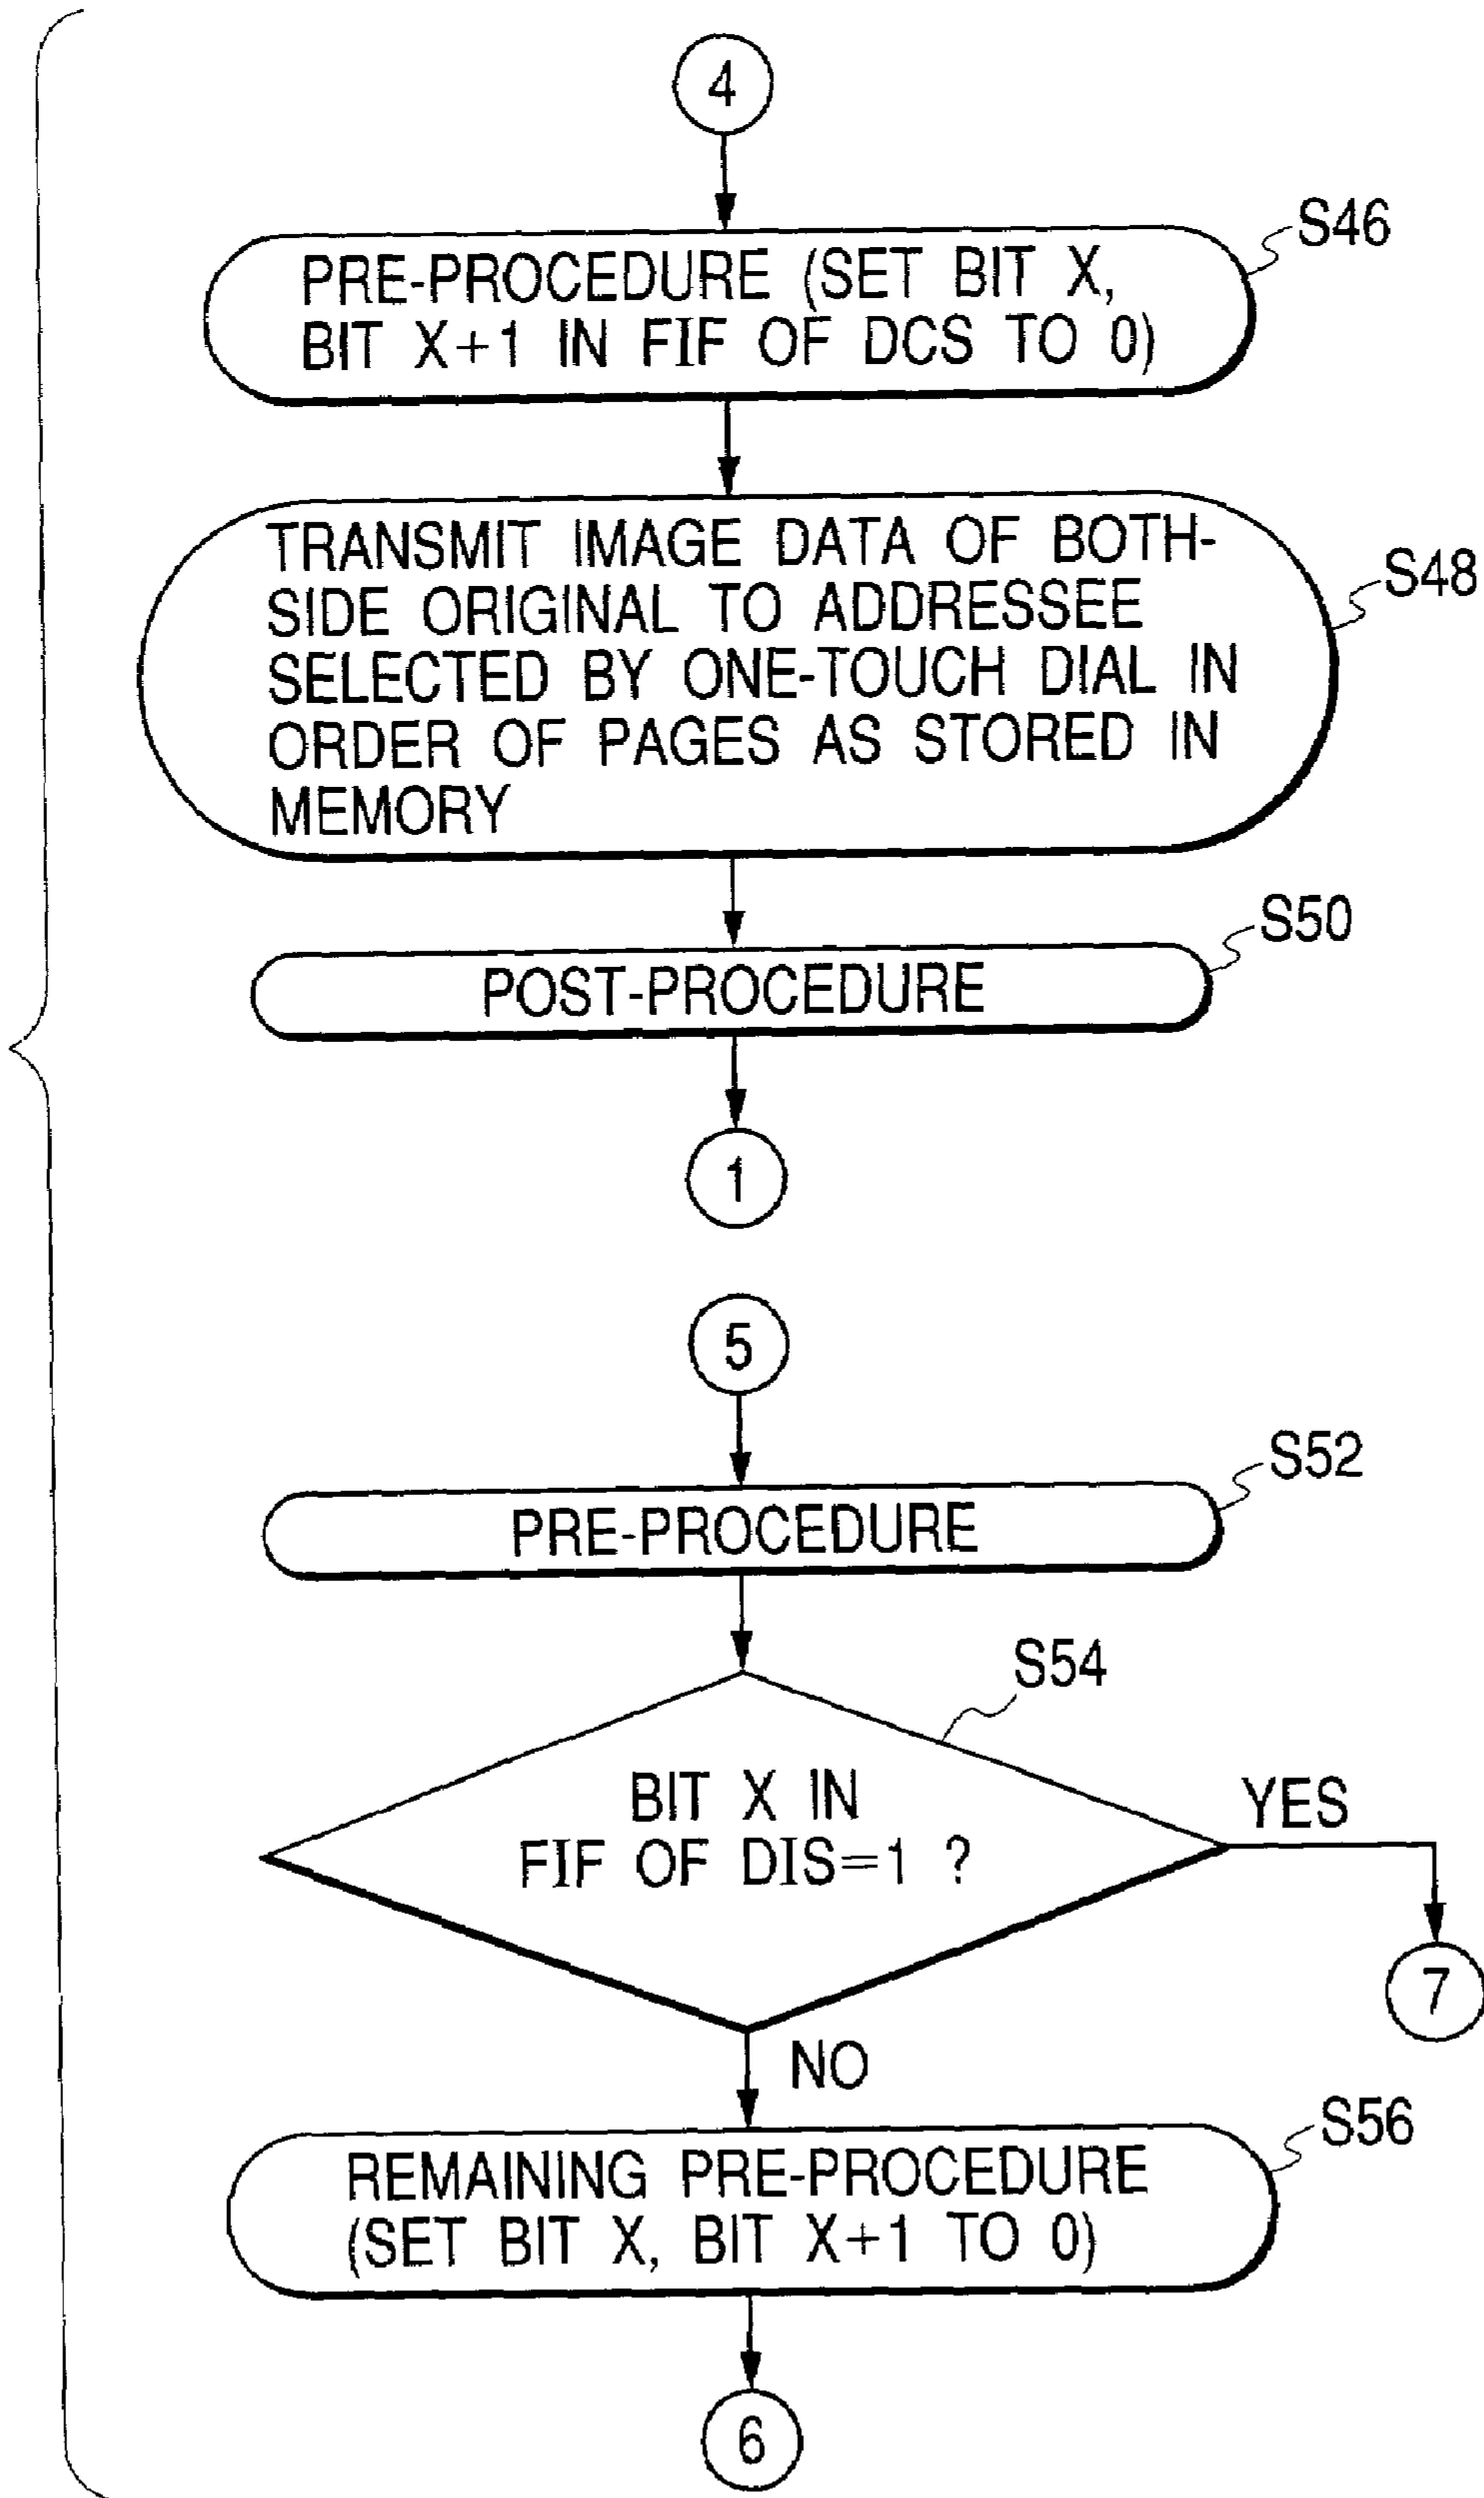 4
S46
PRE-PROCEDURE (SET BIT X,
BIT X+1 IN FIF OF DCS TO 0)
S48
TRANSMIT IMAGE DATA OF BOTH-
SIDE ORIGINAL TO ADDRESSEE
SELECTED BY ONE-TOUCH DIAL IN
ORDER OF PAGES AS STORED IN
MEMORY
S50
POST-PROCEDURE
1
5
S52
PRE-PROCEDURE
S54
BIT X IN
FIF OF DIS=1 ?
YES
7
NO
S56
REMAINING PRE-PROCEDURE
(SET BIT X, BIT X+1 TO 0)
6